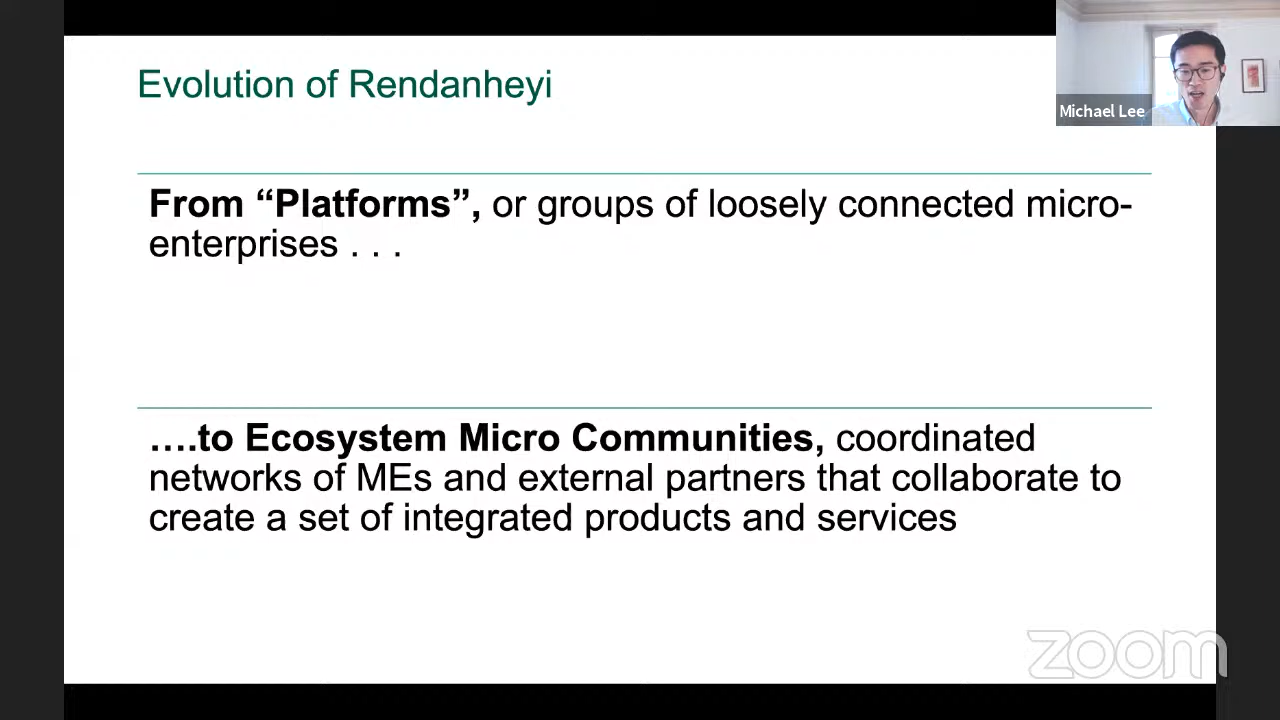 Evolution of Rendanheyi
Michael Lee
From “Platforms”, or groups of loosely connected micro-
enterprises . . .
….to Ecosystem Micro Communities, coordinated
networks of MEs and external partners that collaborate to
create a set of integrated products and services
zoom